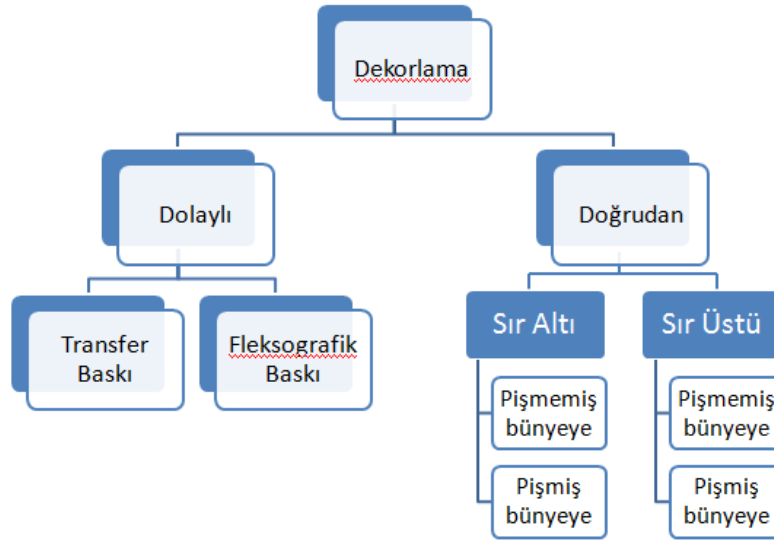 Dekorlama
Dolaylı
Doğrudan
Transfer
Baskı
Fleksografik
Baskı
Sır Altı
Sır Üstü
Pişmemiş
bünyeye
Pişmemiş
bünyeye
Pişmiş
bünyeye
Pişmiş
bünyeye